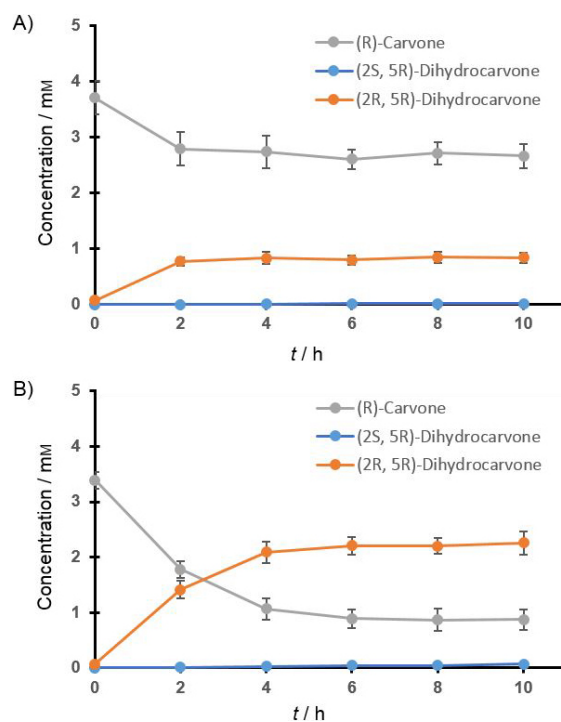 A)
5
4
3
2
1
0
Concentration / mM
(R)-Carvone
(2S, 5R)-Dihydrocarvone
(2R, 5R)-Dihydrocarvone
0 2 4 6 8 10
t / h
B)
5
4
3
2
1
0
Concentration / mM
(R)-Carvone
(2S, 5R)-Dihydrocarvone
(2R, 5R)-Dihydrocarvone
0 2 4 6 8 10
t / h